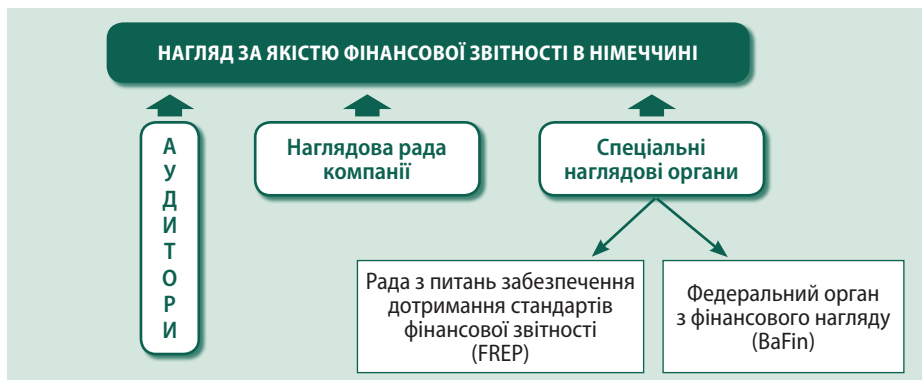 НАГЛЯД ЗА ЯКІСТЮ ФІНАНСОВОЇ ЗВІТНОСТІ В НІМЕЧЧИНІ
АУДИТОРИ
Наглядова рада
компанії
Спеціальні
наглядові органи
Рада з питань забезпечення
дотримання стандартів
фінансової звітності
(FREP)
Федеральний орган
з фінансового нагляду
(BaFin)